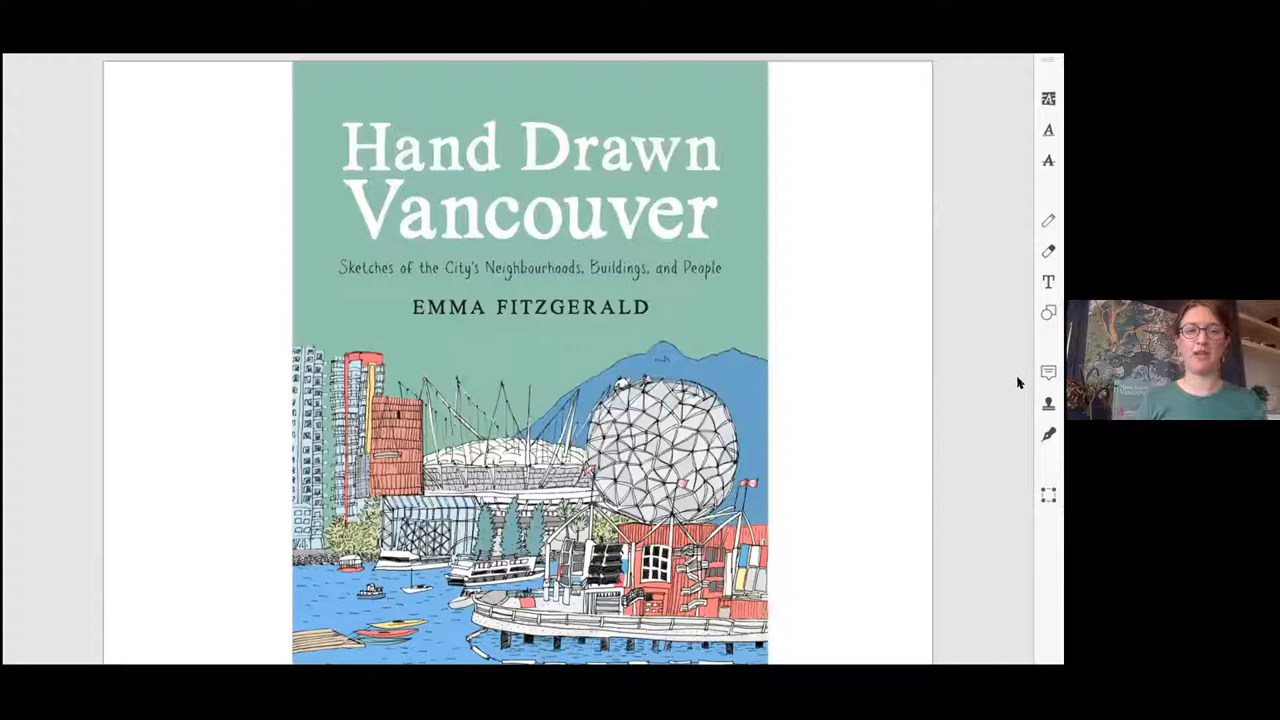 Hand Drawn
Vancouver
Sketches of the City's Neighbourhoods, Buildings, and People
EMMA FITZGERALD